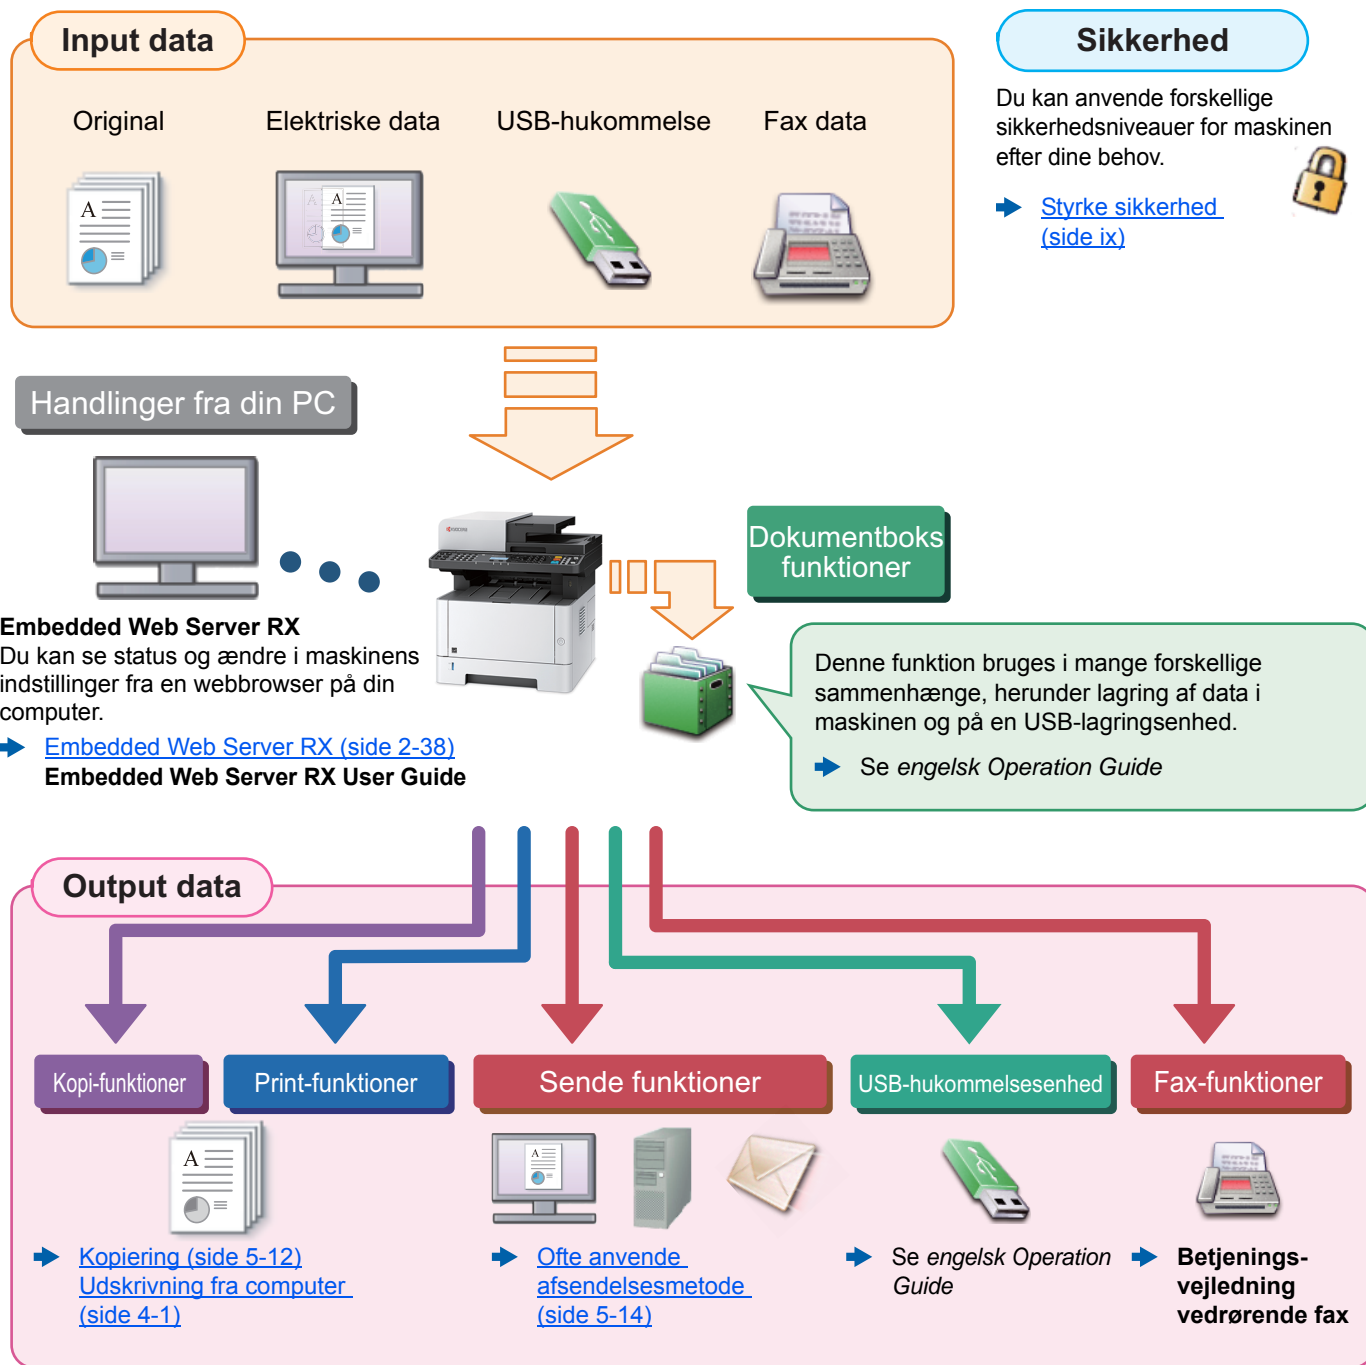 Input data
Original
Elektriske data
USB-hukommelse
Fax data
Sikkerhed
Du kan anvende forskellige
sikkerhedsniveauer for maskinen
efter dine behov.
Styrke sikkerhed
(side ix)
Handlinger fra din PC
Embedded Web Server RX
Du kan se status og ændre i maskinens
indstillinger fra en webbrowser på din
computer.
Embedded Web Server RX (side 2-38)
Embedded Web Server RX User Guide
KYOCERA
Dokumentboks
funktioner
Denne funktion bruges i mange forskellige
sammenhænge, herunder lagring af data i
maskinen og på en USB-lagringsenhed.
Se engelsk Operation Guide
Output data
Kopi-funktioner
Print-funktioner
Sende funktioner
USB-hukommelsesenhed
Fax-funktioner
Kopiering (side 5-12)
Udskrivning fra computer
(side 4-1)
Ofte anvende
afsendelsesmetode
(side 5-14)
Se engelsk Operation
Guide
Betjenings-
vejledning
vedrørende fax